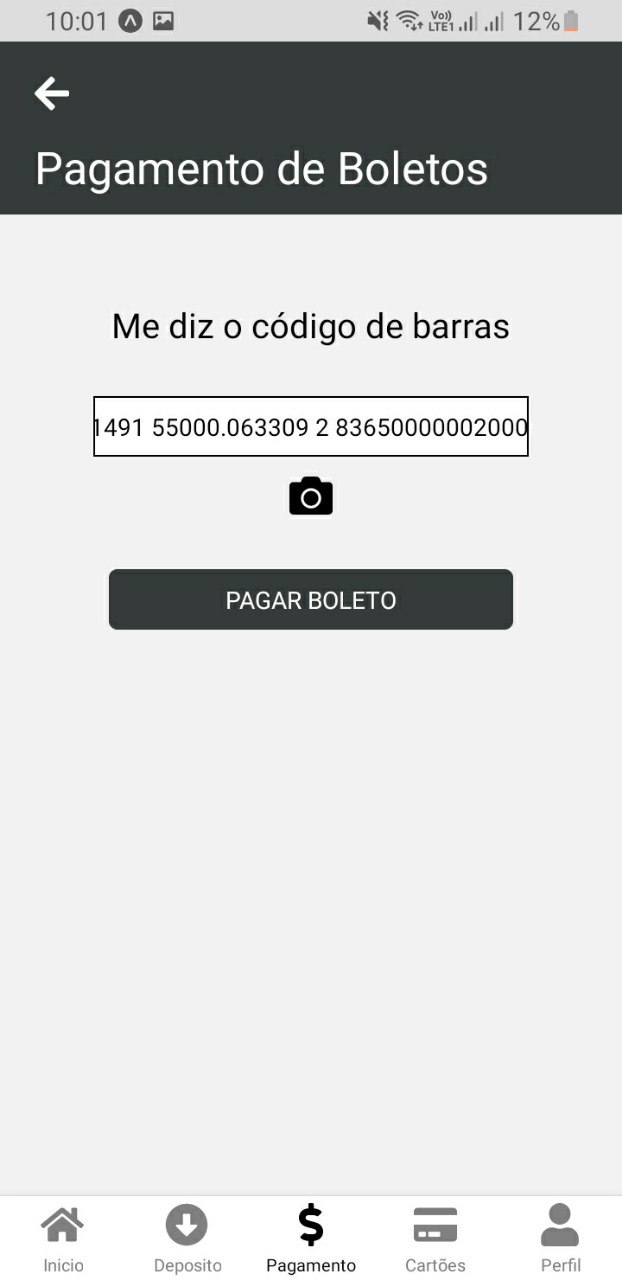 10:01 Vo)) LTE1 12%
Pagamento de Boletos
Me diz o código de barras
1491 55000.063309 2 83650000002000
PAGAR BOLETO
Inicio Deposito Pagamento Cartões Perfil